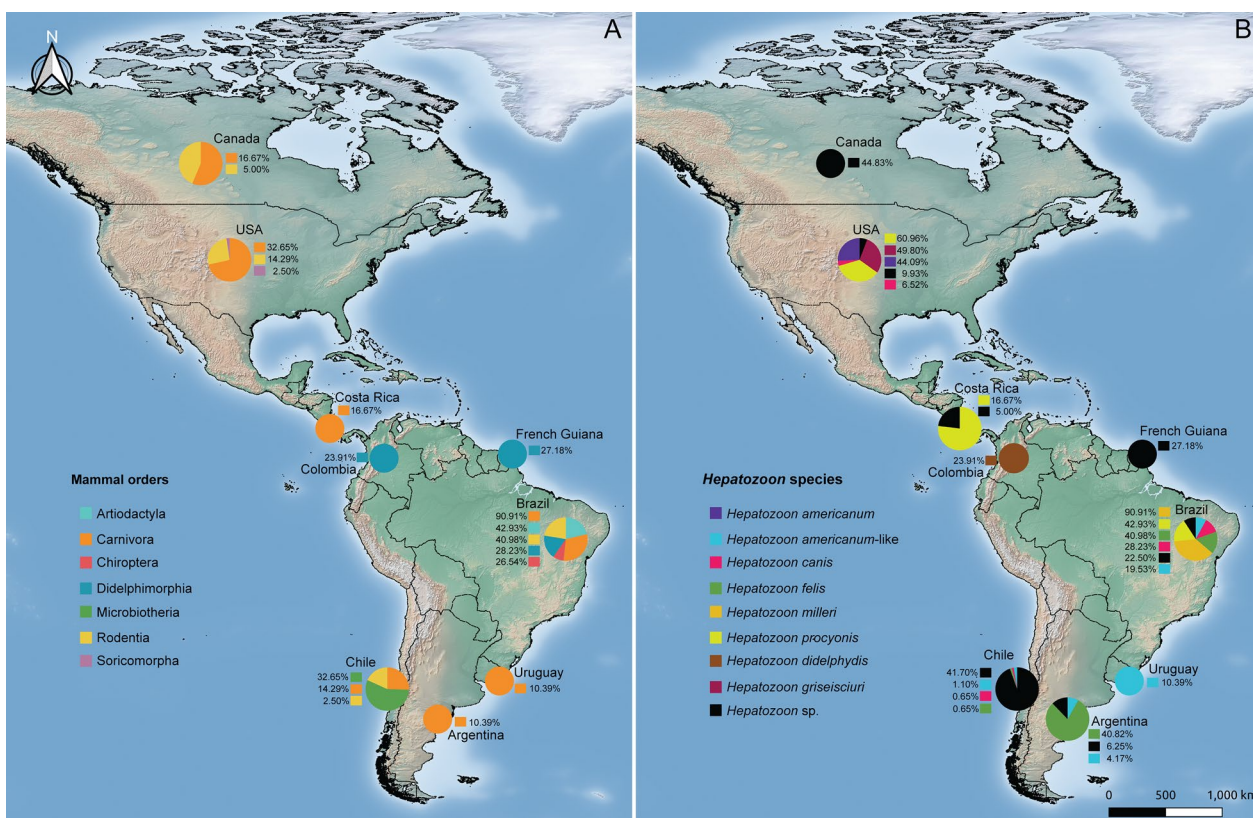 A
N
Canada
16.67%
5.00%
USA
32.65%
14.29%
2.50%
Costa Rica
16.67%
French Guiana
27.18%
23.91%
Colombia
Mammal orders
Artiodactyla
Carnivora
Chiroptera
Didelphimorphia
Microbiotheria
Rodentia
Soricomorpha
Brazil
90.91%
42.93%
40.98%
28.23%
26.54%
Chile
32.65%
14.29%
2.50%
Uruguay
10.39%
10.39%
Argentina
B
Canada
44.83%
USA
60.96%
49.80%
44.09%
9.93%
6.52%
Costa Rica
16.67%
5.00%
French Guiana
27.18%
23.91%
Colombia
Hepatozoon species
Hepatozoon americanum
Hepatozoon americanum-like
Hepatozoon canis
Hepatozoon felis
Hepatozoon milleri
Hepatozoon procyonis
Hepatozoon didelphydis
Hepatozoon griseisciuri
Hepatozoon sp.
Brazil
90.91%
42.93%
40.98%
28.23%
22.50%
19.53%
Chile
41.70%
1.10%
0.65%
0.65%
Uruguay
10.39%
Argentina
40.82%
6.25%
4.17%
0 500 1,000 km